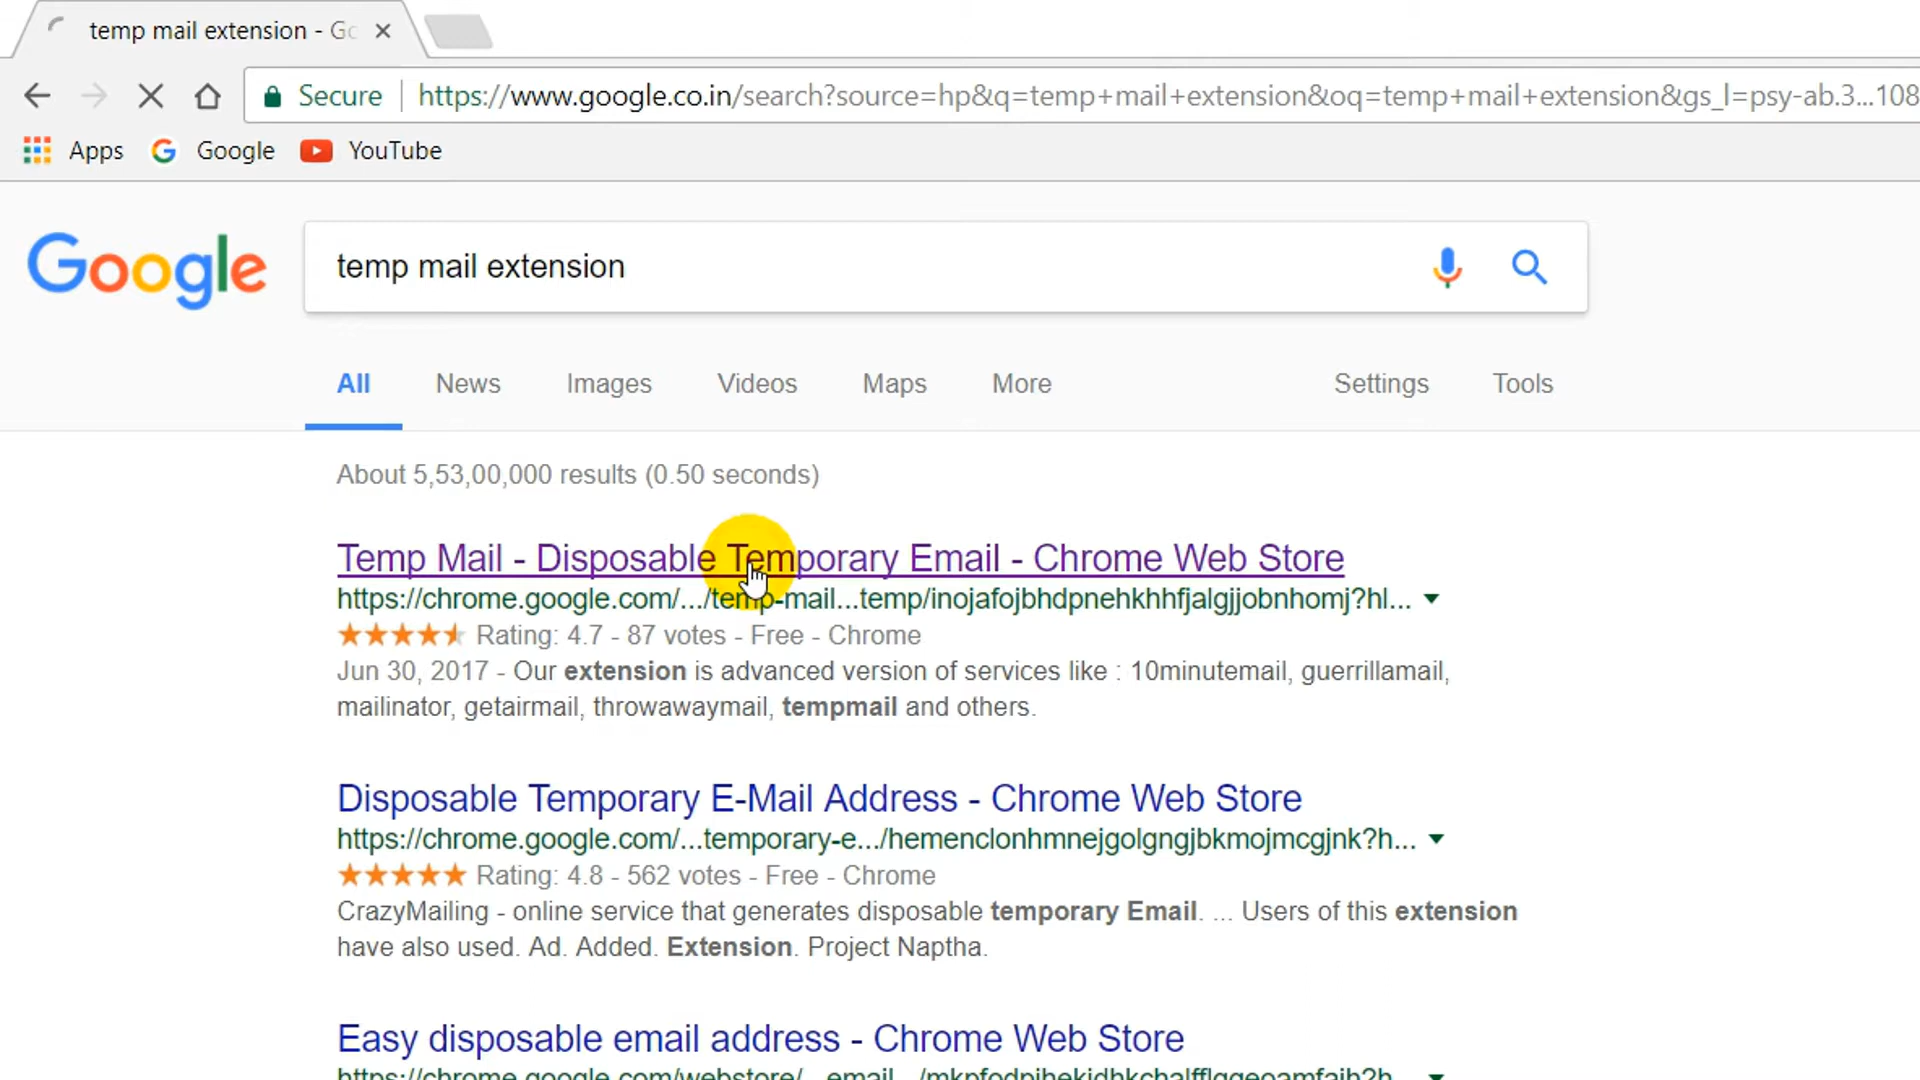 temp mail extension - Go
Secure https://www.google.co.in/search?source=hp&q=temp+mail+extension&oq=temp+mail+extension&gs_l=psy-ab.3...108
Apps Google YouTube
Google temp mail extension
All News Images Videos Maps More Settings Tools
About 5,53,00,000 results (0.50 seconds)
Temp Mail - Disposable Temporary Email - Chrome Web Store
https://chrome.google.com/.../temp-mail...temp/inojafojbhdpnehkhhfjalgjjobnhomj?hl...
Rating: 4.7 - 87 votes - Free - Chrome
Jun 30, 2017 - Our extension is advanced version of services like : 10minutemail, guerrillamail,
mailinator, getairmail, throwawaymail, tempmail and others.
Disposable Temporary E-Mail Address - Chrome Web Store
https://chrome.google.com/...temporary-e.../hemenclonhmnejgolgngjbkmojmcgjnk?h...
Rating: 4.8 - 562 votes - Free - Chrome
CrazyMailing - online service that generates disposable temporary Email. ... Users of this extension
have also used. Ad. Added. Extension. Project Naptha.
Easy disposable email address - Chrome Web Store